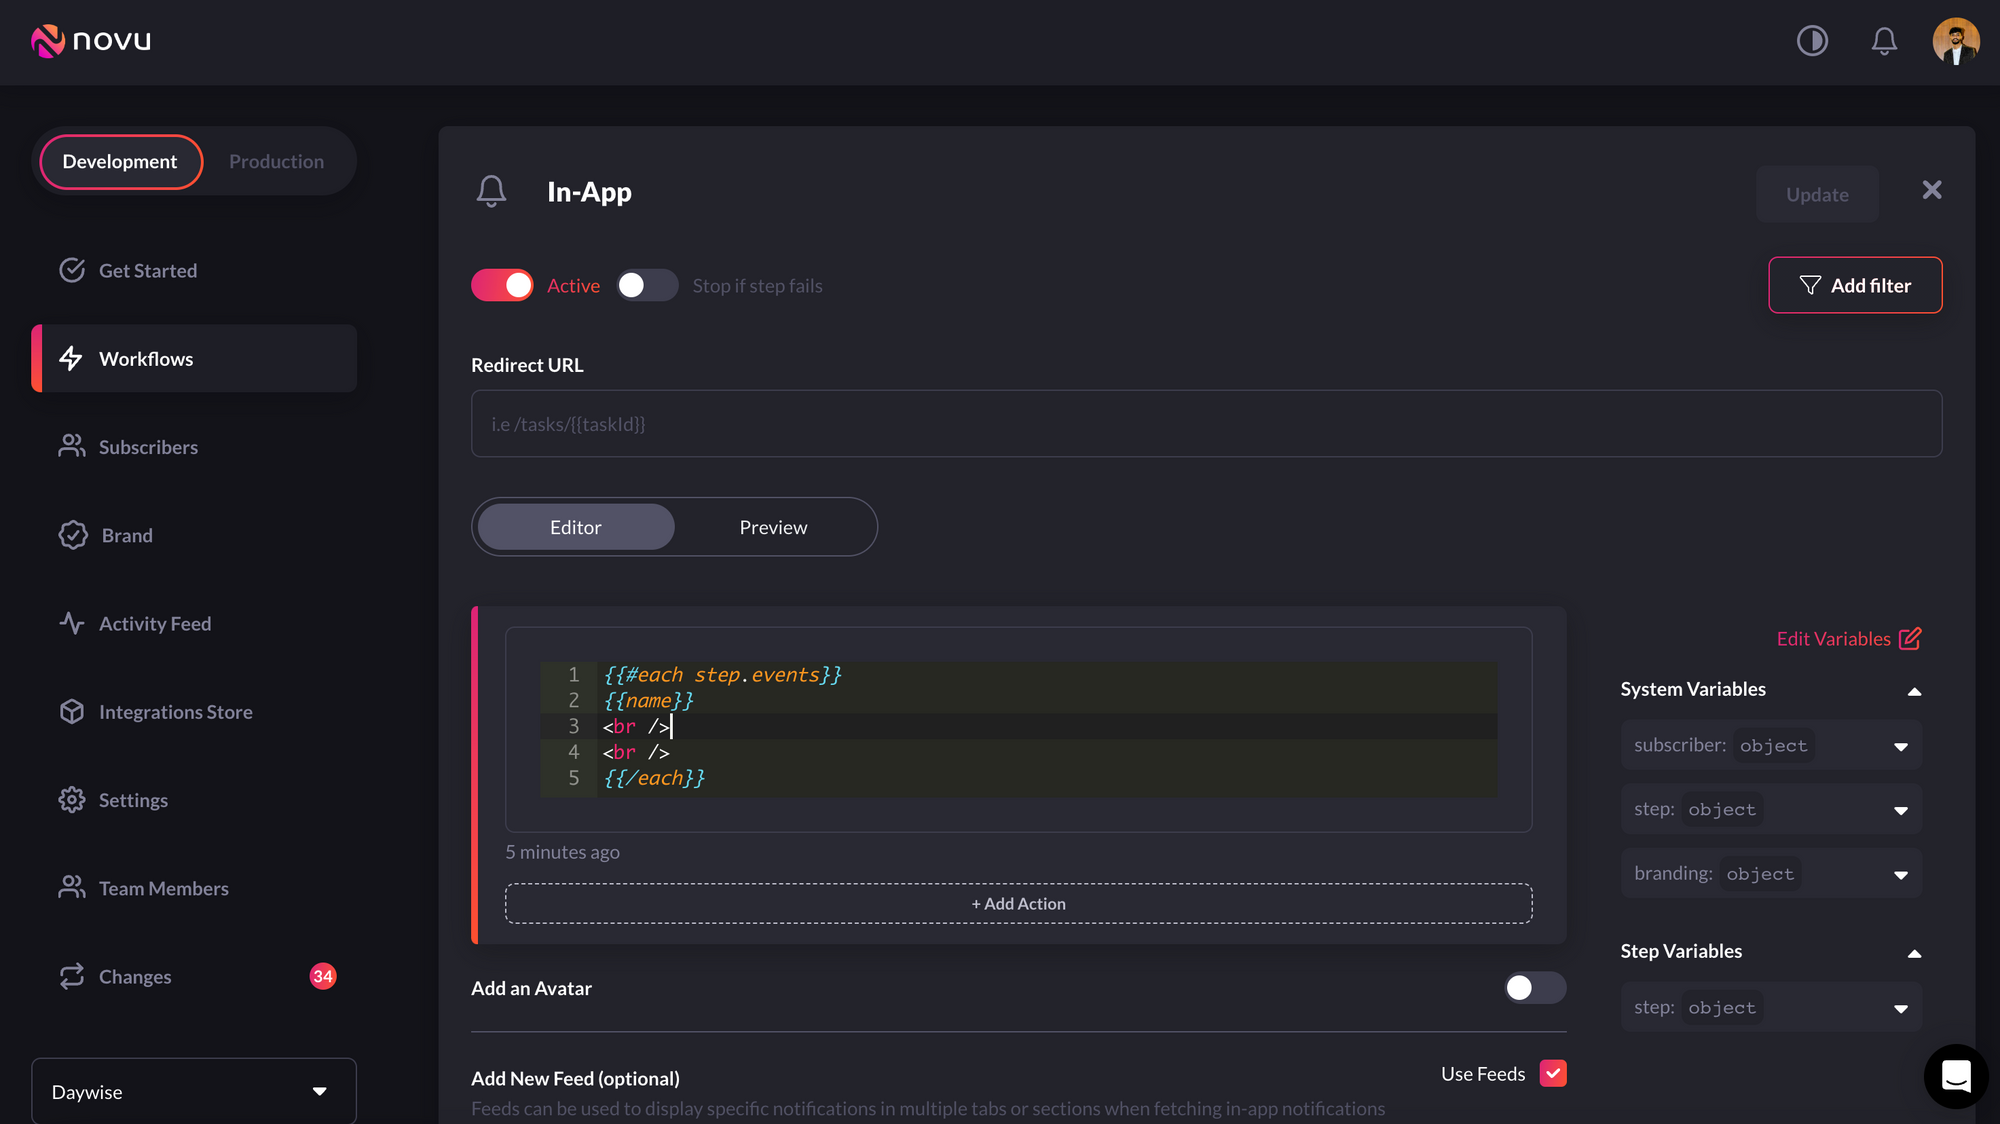 novu
Development
Production
Get Started
Workflows
Subscribers
Brand
Activity Feed
Integrations Store
Settings
Team Members
Changes
34
Daywise
In-App
Update
Active
Stop if step fails
Add filter
Redirect URL
i.e /tasks/{{taskId}}
Editor
Preview
1 {{#each step.events}}
2 {{name}}
3 <br />
4 <br />
5 {{/each}}
5 minutes ago
+ Add Action
Add an Avatar
Add New Feed (optional)
Use Feeds
Feeds can be used to display specific notifications in multiple tabs or sections when fetching in-app notifications
Edit Variables
System Variables
subscriber: object
step: object
branding: object
Step Variables
step: object